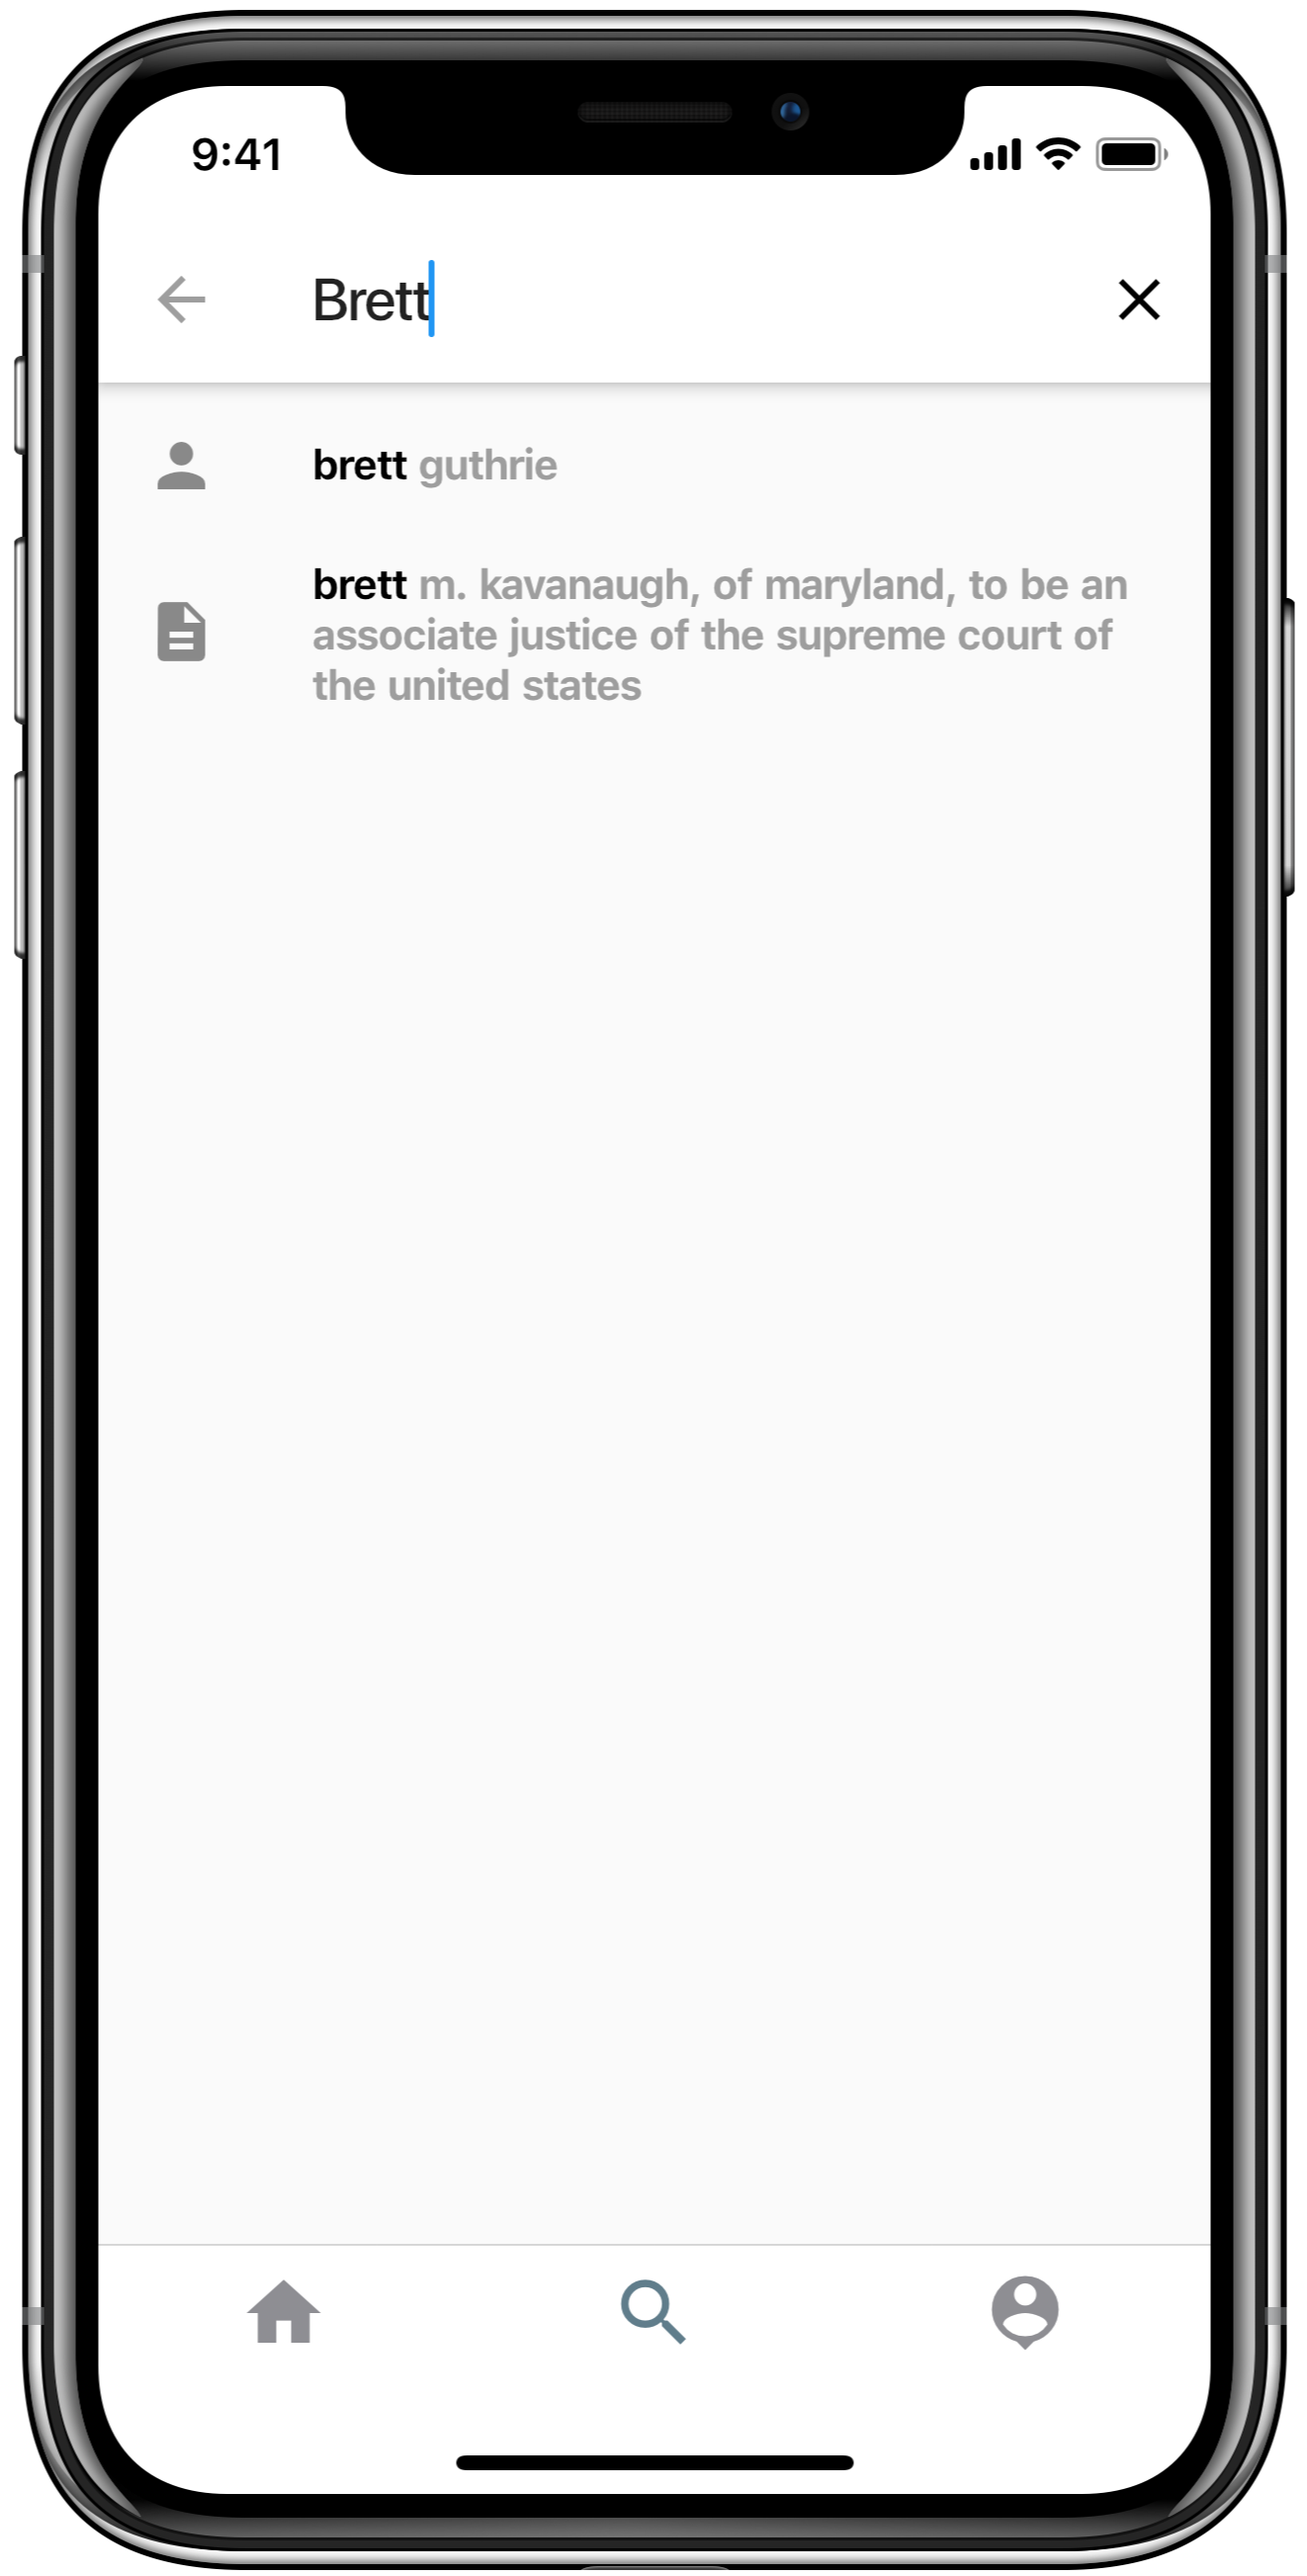 9:41
Brett
brett guthrie
brett m. kavanaugh, of maryland, to be an
associate justice of the supreme court of
the united states